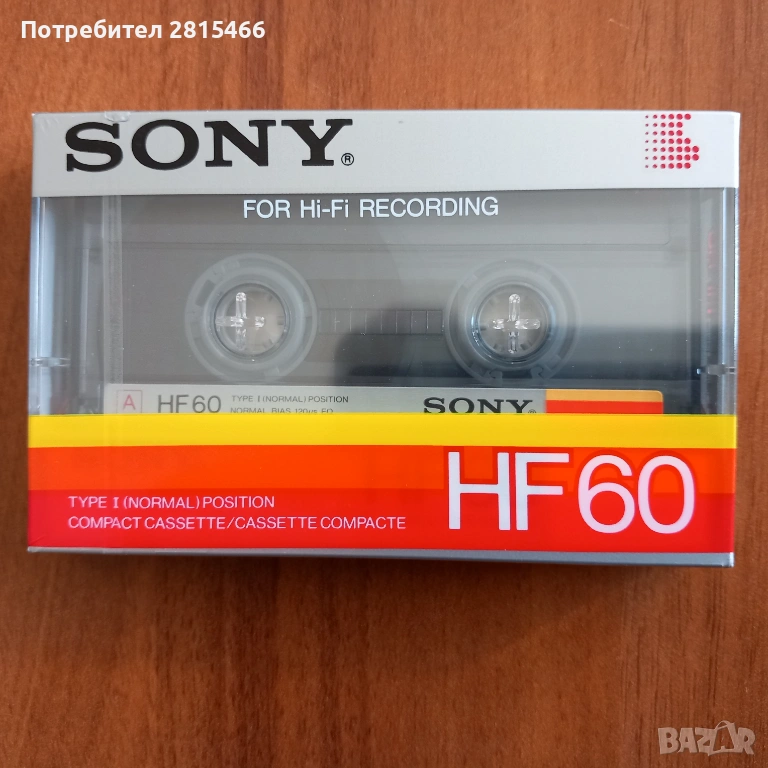 Потребител 2815466
SONY®
FOR Hi-Fi RECORDING
A HF60 TYPE I (NORMAL) POSITION
NORMAL BIAS 120µs EQ
SONY®
TYPE I (NORMAL) POSITION
COMPACT CASSETTE/CASSETTE COMPACTE
HF60
BAZAR